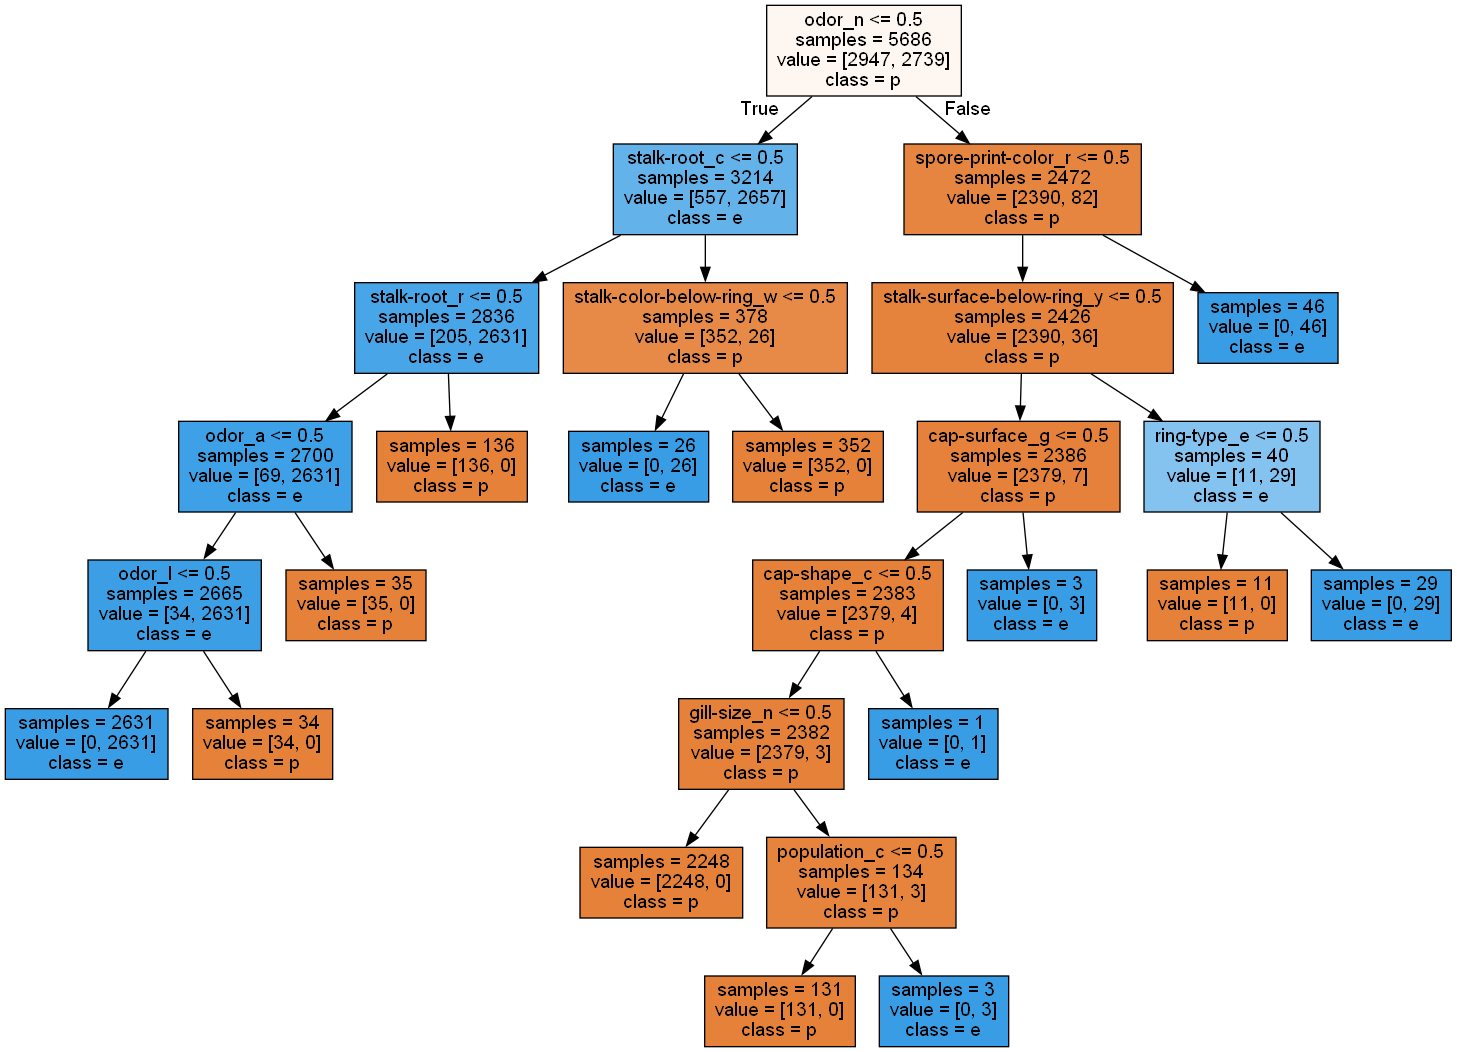 odor_n <= 0.5
samples = 5686
value = [2947, 2739]
class = p
True
False
stalk-root_c <= 0.5
samples = 3214
value = [557, 2657]
class = e
spore-print-color_r <= 0.5
samples = 2472
value = [2390, 82]
class = p
stalk-root_r <= 0.5
samples = 2836
value = [205, 2631]
class = e
stalk-color-below-ring_w <= 0.5
samples = 378
value = [352, 26]
class = p
stalk-surface-below-ring_y <= 0.5
samples = 2426
value = [2390, 36]
class = p
samples = 46
value = [0, 46]
class = e
odor_a <= 0.5
samples = 2700
value = [69, 2631]
class = e
samples = 136
value = [136, 0]
class = p
samples = 26
value = [0, 26]
class = e
samples = 352
value = [352, 0]
class = p
cap-surface_g <= 0.5
samples = 2386
value = [2379, 7]
class = p
ring-type_e <= 0.5
samples = 40
value = [11, 29]
class = e
odor_l <= 0.5
samples = 2665
value = [34, 2631]
class = e
samples = 35
value = [35, 0]
class = p
cap-shape_c <= 0.5
samples = 2383
value = [2379, 4]
class = p
samples = 3
value = [0, 3]
class = e
samples = 11
value = [11, 0]
class = p
samples = 29
value = [0, 29]
class = e
samples = 2631
value = [0, 2631]
class = e
samples = 34
value = [34, 0]
class = p
gill-size_n <= 0.5
samples = 2382
value = [2379, 3]
class = p
samples = 1
value = [0, 1]
class = e
samples = 2248
value = [2248, 0]
class = p
population_c <= 0.5
samples = 134
value = [131, 3]
class = p
samples = 131
value = [131, 0]
class = p
samples = 3
value = [0, 3]
class = e